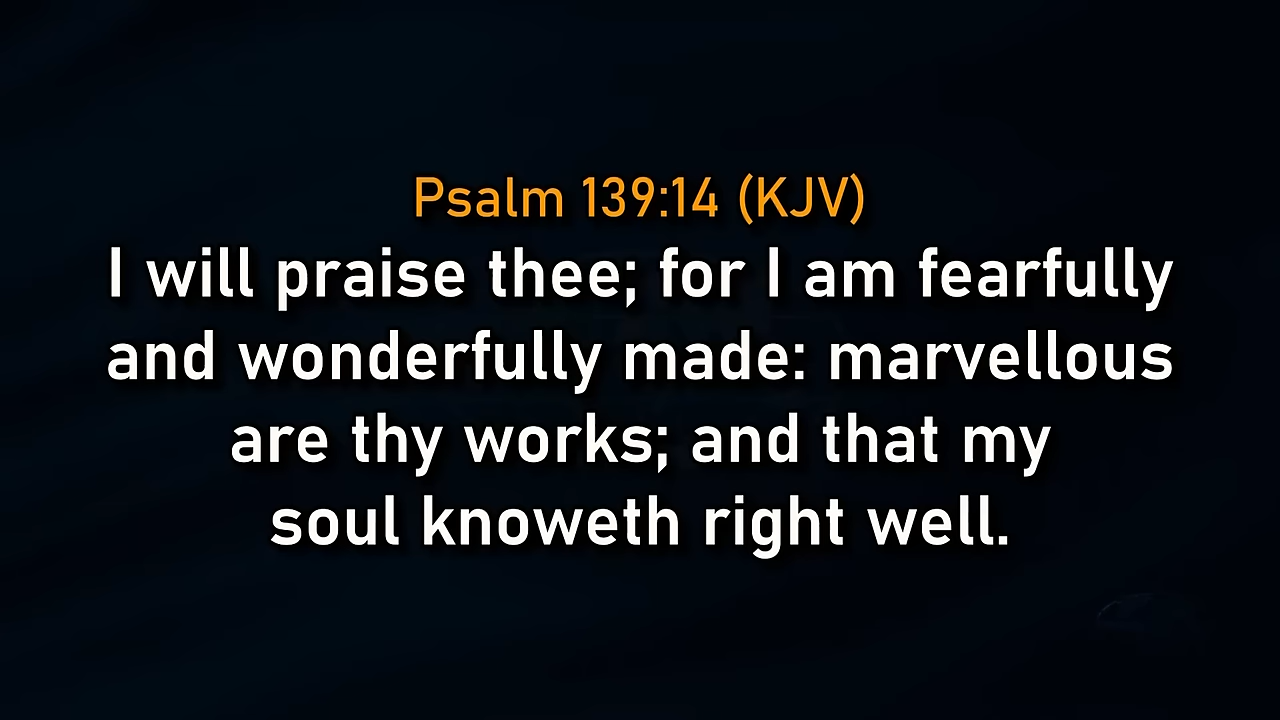 Psalm 139:14 (KJV)
I will praise thee; for I am fearfully
and wonderfully made: marvellous
are thy works; and that my
soul knoweth right well.